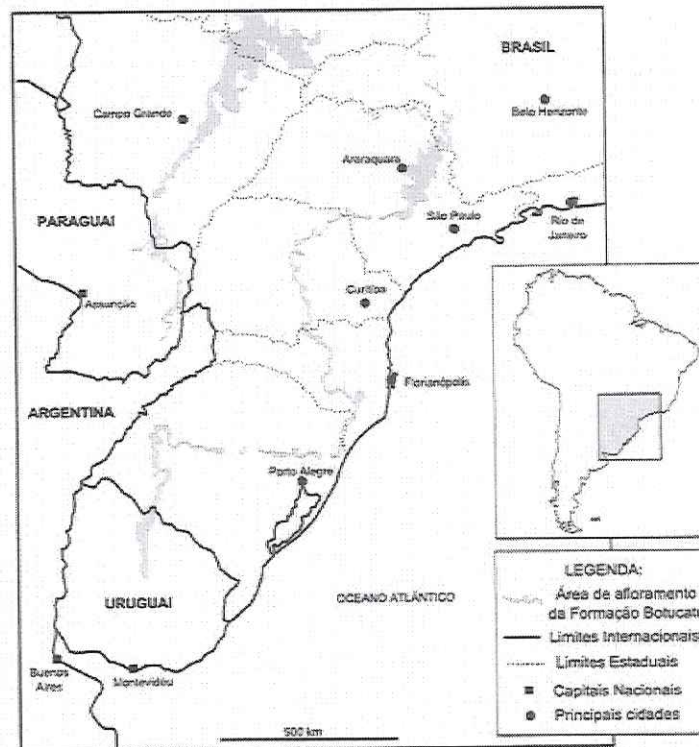 BRASIL
Campo Grande
Belo Horizonte
Araraquara
São Paulo
Rio de
Janeiro
PARAGUAI
Assunção
Curitiba
Florianópolis
ARGENTINA
Porto Alegre
URUGUAI
OCEANO ATLÂNTICO
Buenos
Aires
Montevidéu
500 km
LEGENDA:
Área de afloramento
da Formação Botucatu
Limites Internacionais
Limites Estaduais
Capitais Nacionais
Principais cidades